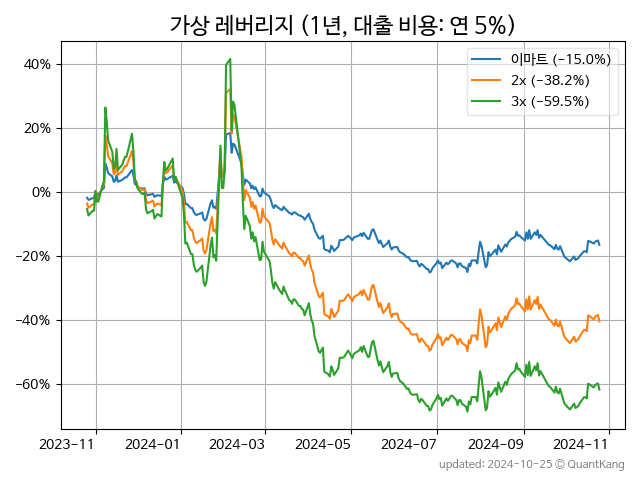 가상 레버리지 (1년, 대출 비용: 연 5%)
이마트 (-15.0%)
2x (-38.2%)
3x (-59.5%)
40%
20%
0%
−20%
−40%
−60%
2023-11 2024-01 2024-03 2024-05 2024-07 2024-09 2024-11
updated: 2024-10-25 © QuantKang